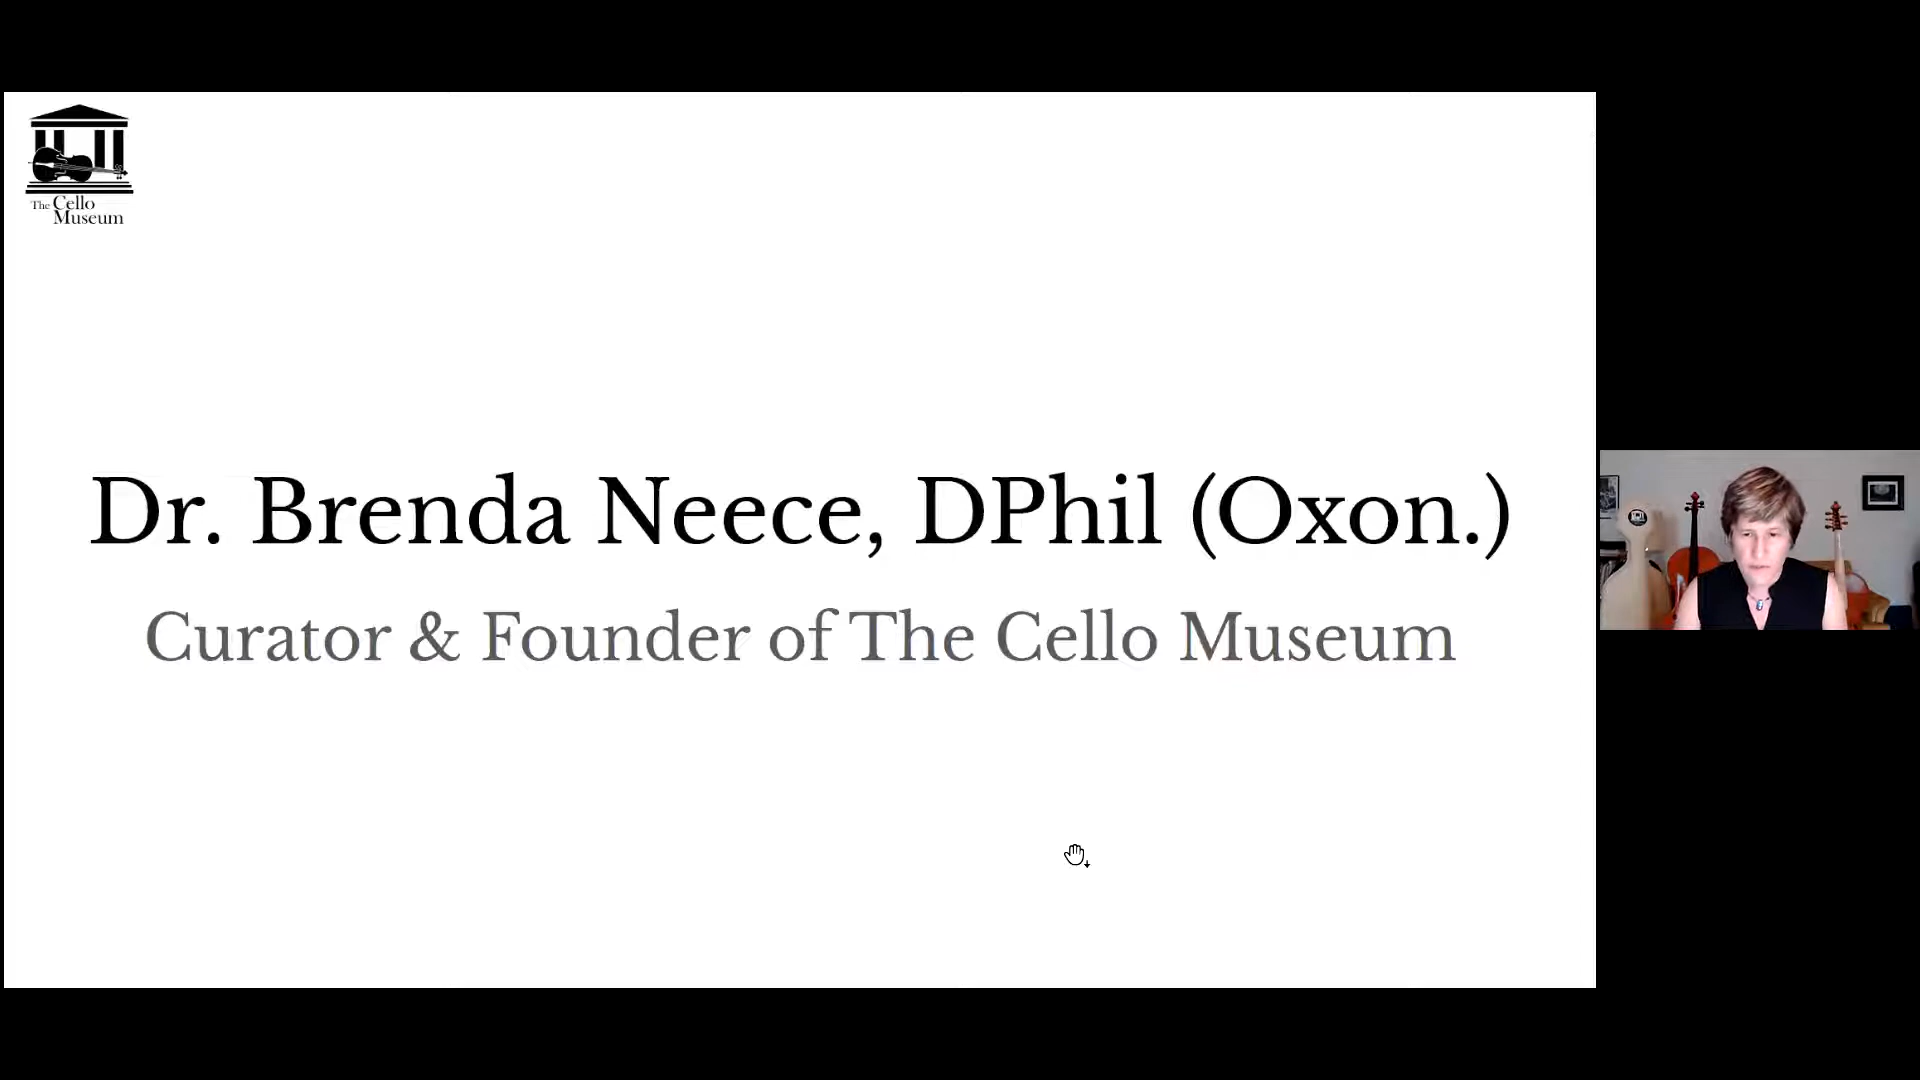 The Cello
Museum
Dr. Brenda Neece, DPhil (Oxon.)
Curator & Founder of The Cello Museum